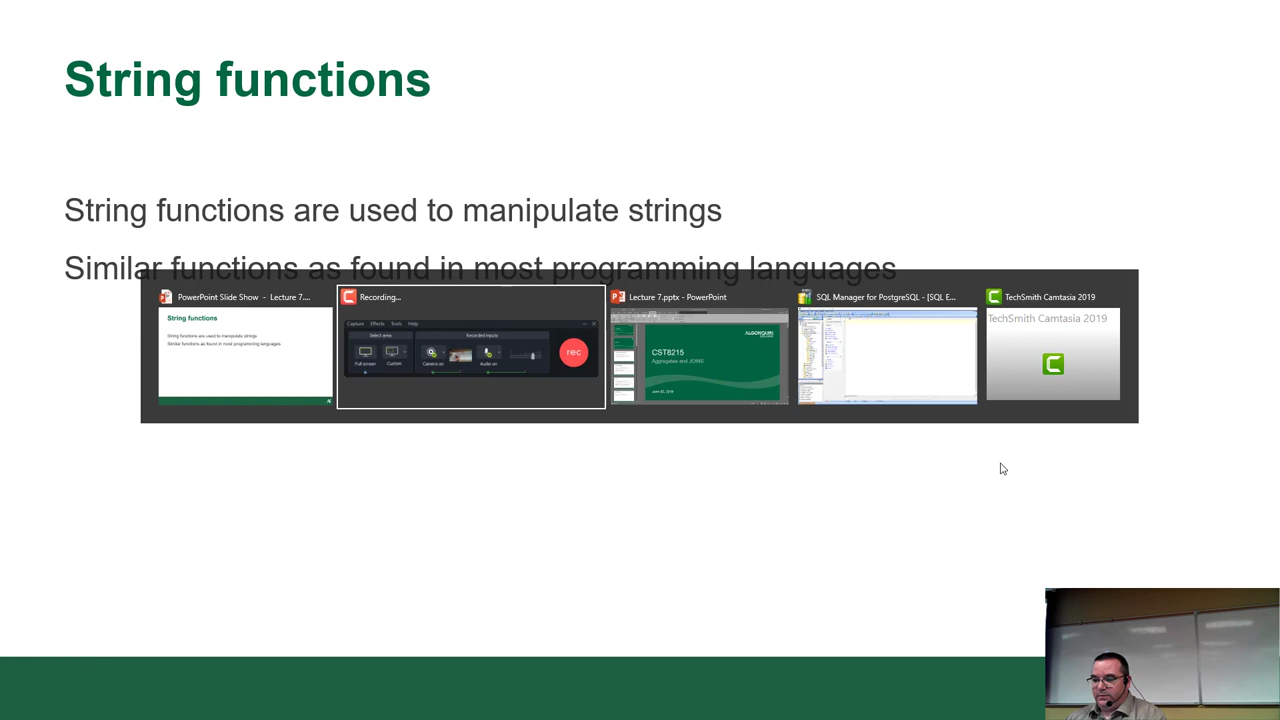 String functions
String functions are used to manipulate strings
Similar functions as found in most programming languages
PowerPoint Slide Show - Lecture 7....
Recording...
Lecture 7.pptx - PowerPoint
SQL Manager for PostgreSQL - [SQL E...
TechSmith Camtasia 2019
String functions
String functions are used to manipulate strings
Similar functions as found in most programming languages
Capture Effects Tools Help
Select area
Recorded inputs
Full screen
Custom
Camera on
Audio on
rec
ALGONQUIN
CST8215
Aggregates and JOINS
TechSmith Camtasia 2019